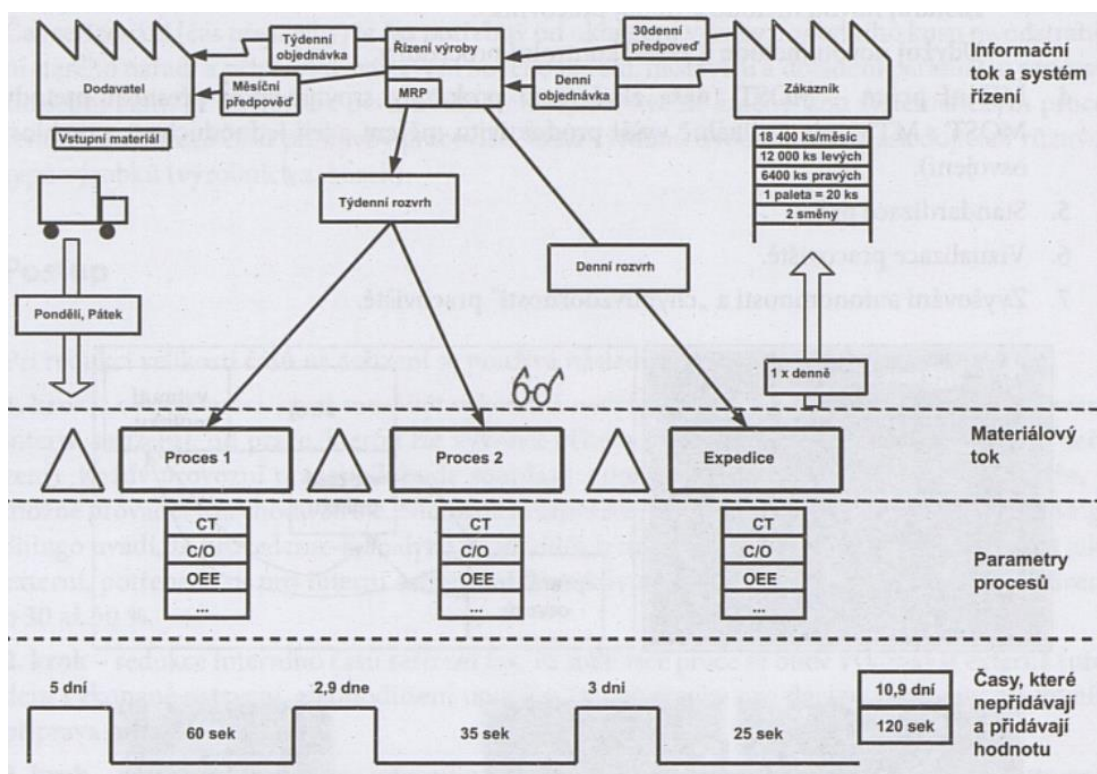 Týdenní
objednávka
Řízení výroby
30denní
předpověď
Informační
tok a systém
řízení
Dodavatel
Měsíční
předpověď
MRP
Denní
objednávka
Zákazník
Vstupní materiál
18 400 ks/měsíc
12 000 ks levých
6400 ks pravých
1 paleta = 20 ks
2 směny
Týdenní rozvrh
Denní rozvrh
Pondělí, Pátek
1 x denně
Proces 1
Proces 2
Expedice
Materiálový
tok
CT
C/O
OEE
...
CT
C/O
OEE
...
CT
C/O
OEE
...
Parametry
procesů
5 dní
2,9 dne
3 dní
10,9 dní
Časy, které
nepřidávají
a přidávají
hodnotu
60 sek
35 sek
25 sek
120 sek